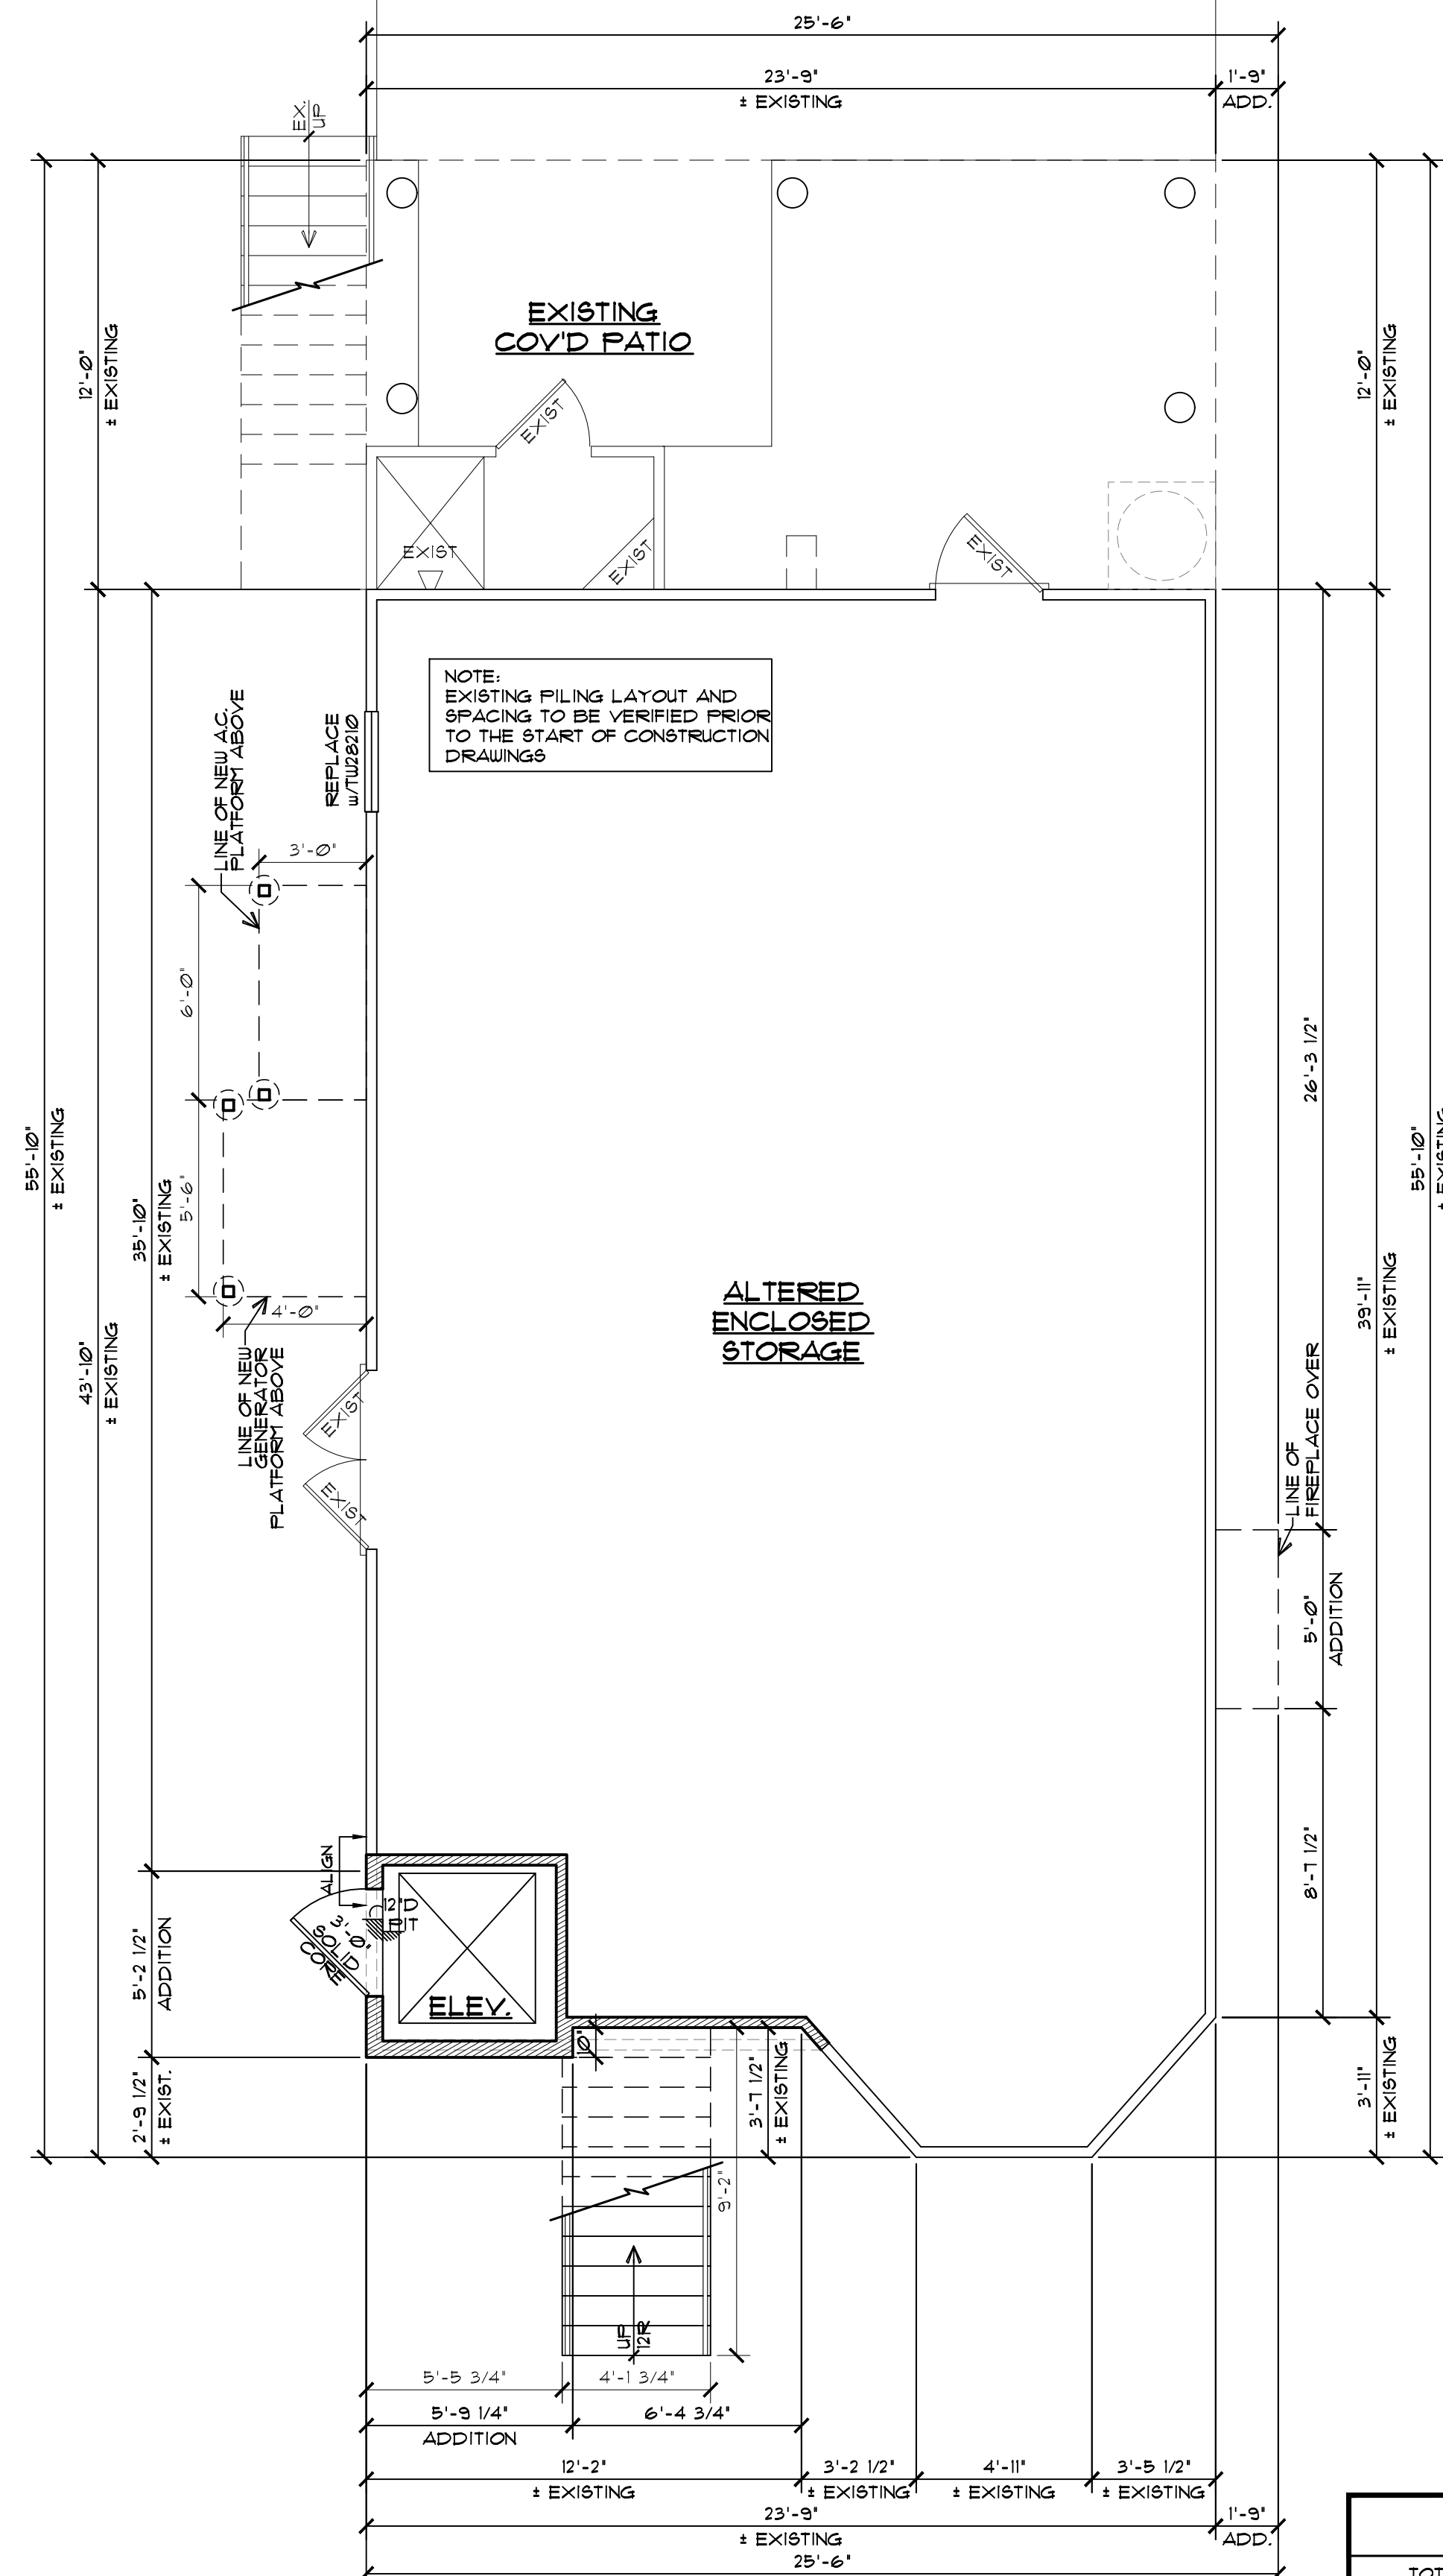 25'-6"
23'-9"
± EXISTING
1'-9"
ADD.
EX.
UP
EXISTING
COV'D PATIO
12'-0"
± EXISTING
12'-0"
± EXISTING
EXIST
EXIST
EXIST
EXIST
NOTE:
EXISTING PILING LAYOUT AND
SPACING TO BE VERIFIED PRIOR
TO THE START OF CONSTRUCTION
DRAWINGS
REPLACE
w/TW28210
LINE OF NEW A.C.
PLATFORM ABOVE
3'-0"
6'-0"
5'-6"
4'-0"
LINE OF NEW
GENERATOR
PLATFORM ABOVE
55'-10"
± EXISTING
43'-10"
± EXISTING
35'-10"
± EXISTING
26'-3 1/2"
39'-11"
± EXISTING
55'-10"
± EXISTING
ALTERED
ENCLOSED
STORAGE
EXIST
EXIST
LINE OF
FIREPLACE OVER
5'-0"
ADDITION
8'-7 1/2"
ALIGN
12"D
PIT
3'-0"
SOLID
CORE
ELEV.
5'-2 1/2"
ADDITION
2'-9 1/2"
± EXIST.
10"
3'-7 1/2"
± EXISTING
3'-11"
± EXISTING
9'-2"
UP
12R
5'-5 3/4"
4'-1 3/4"
5'-9 1/4"
ADDITION
6'-4 3/4"
12'-2"
± EXISTING
3'-2 1/2"
± EXISTING
4'-11"
± EXISTING
3'-5 1/2"
± EXISTING
23'-9"
± EXISTING
1'-9"
ADD.
25'-6"